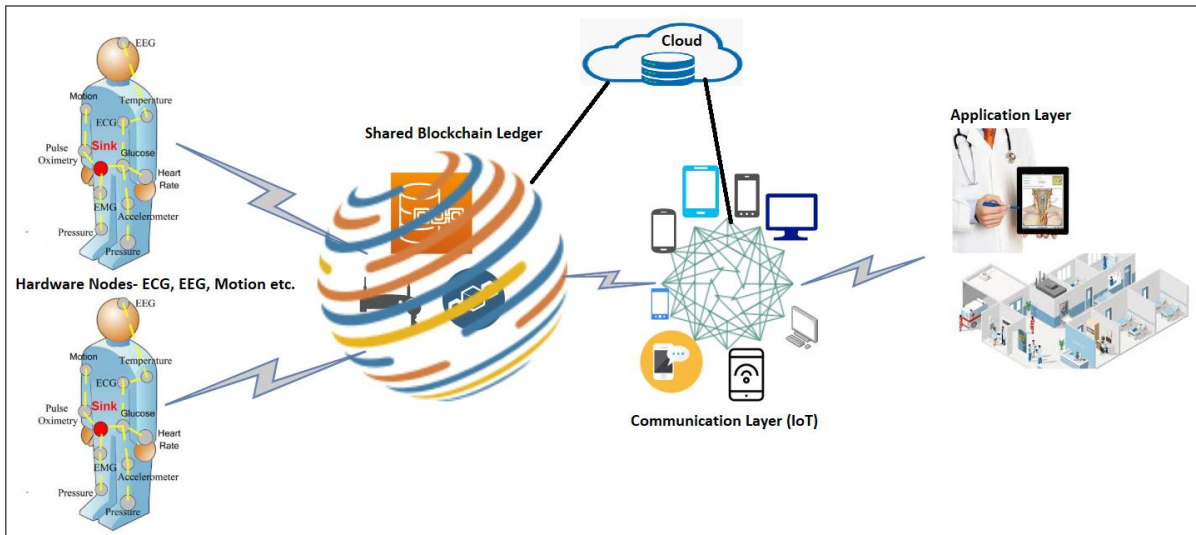 EEG
Motion
Temperature
ECG
Sink
Pulse
Oximetry
Glucose
Heart
Rate
EMG
Accelerometer
Pressure
Pressure
Hardware Nodes- ECG, EEG, Motion etc.
EEG
Motion
Temperature
ECG
Sink
Pulse
Oximetry
Glucose
Heart
Rate
EMG
Accelerometer
Pressure
Pressure
Shared Blockchain Ledger
Cloud
Communication Layer (IoT)
Application Layer